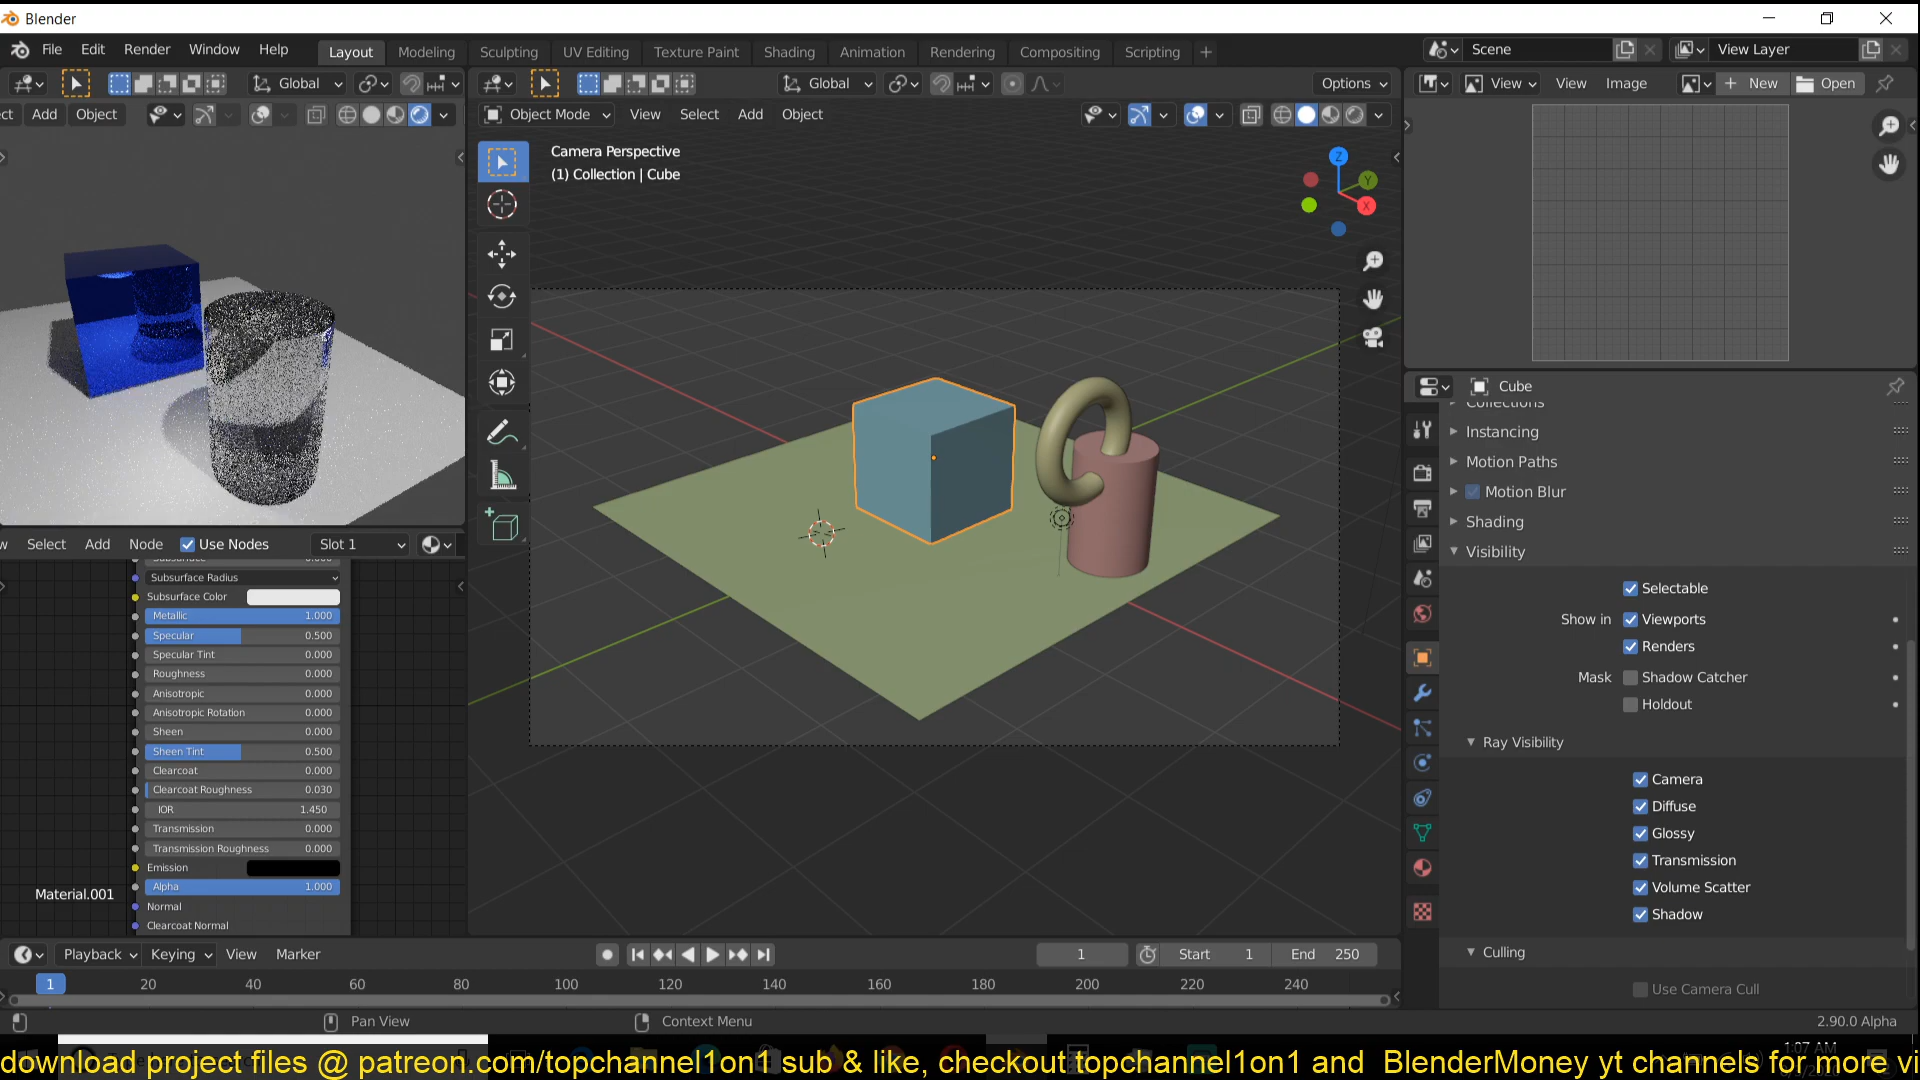 Blender
File Edit Render Window Help Layout Modeling Sculpting UV Editing Texture Paint Shading Animation Rendering Compositing Scripting + Scene View Layer
Global Global Options View View Image + New Open
ct Add Object Object Mode View Select Add Object
Camera Perspective
(1) Collection | Cube
Z
Y
X
Cube
Collections
Instancing
Motion Paths
Motion Blur
Shading
Visibility
Selectable
Show in Viewports
Renders
Mask Shadow Catcher
Holdout
Ray Visibility
Camera
Diffuse
Glossy
Transmission
Volume Scatter
Shadow
Culling
Use Camera Cull
w Select Add Node Use Nodes Slot 1
Subsurface 0.000
Subsurface Radius
Subsurface Color
Metallic 1.000
Specular 0.500
Specular Tint 0.000
Roughness 0.000
Anisotropic 0.000
Anisotropic Rotation 0.000
Sheen 0.000
Sheen Tint 0.500
Clearcoat 0.000
Clearcoat Roughness 0.030
IOR 1.450
Transmission 0.000
Transmission Roughness 0.000
Emission
Alpha 1.000
Material.001
Normal
Clearcoat Normal
Playback Keying View Marker 1 Start 1 End 250
1 20 40 60 80 100 120 140 160 180 200 220 240
Pan View Context Menu 2.90.0 Alpha
1:07 AM
download project files @ patreon.com/topchannel1on1 sub & like, checkout topchannel1on1 and BlenderMoney yt channels for more vi